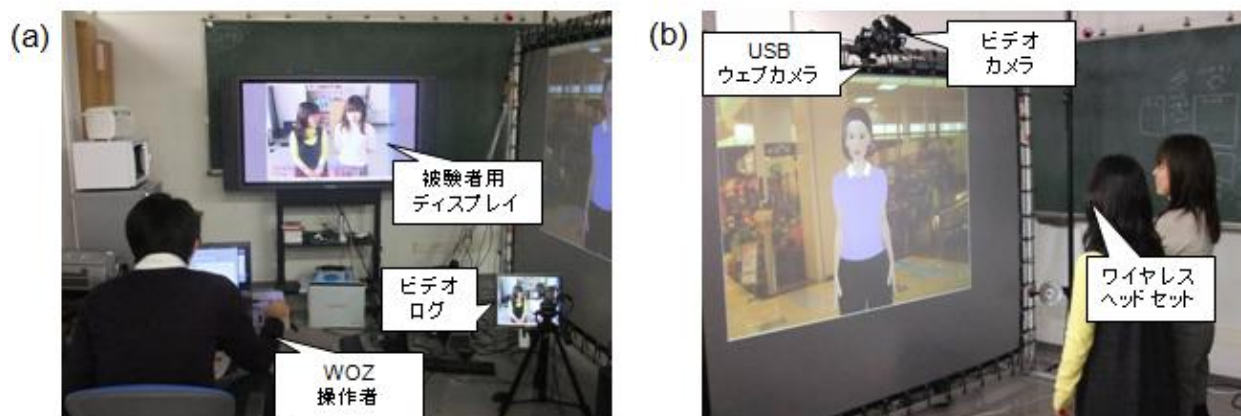 (a)
被験者用
ディスプレイ
ビデオ
ログ
WOZ
操作者
(b)
USB
ウェブカメラ
ビデオ
カメラ
ワイヤレス
ヘッドセット